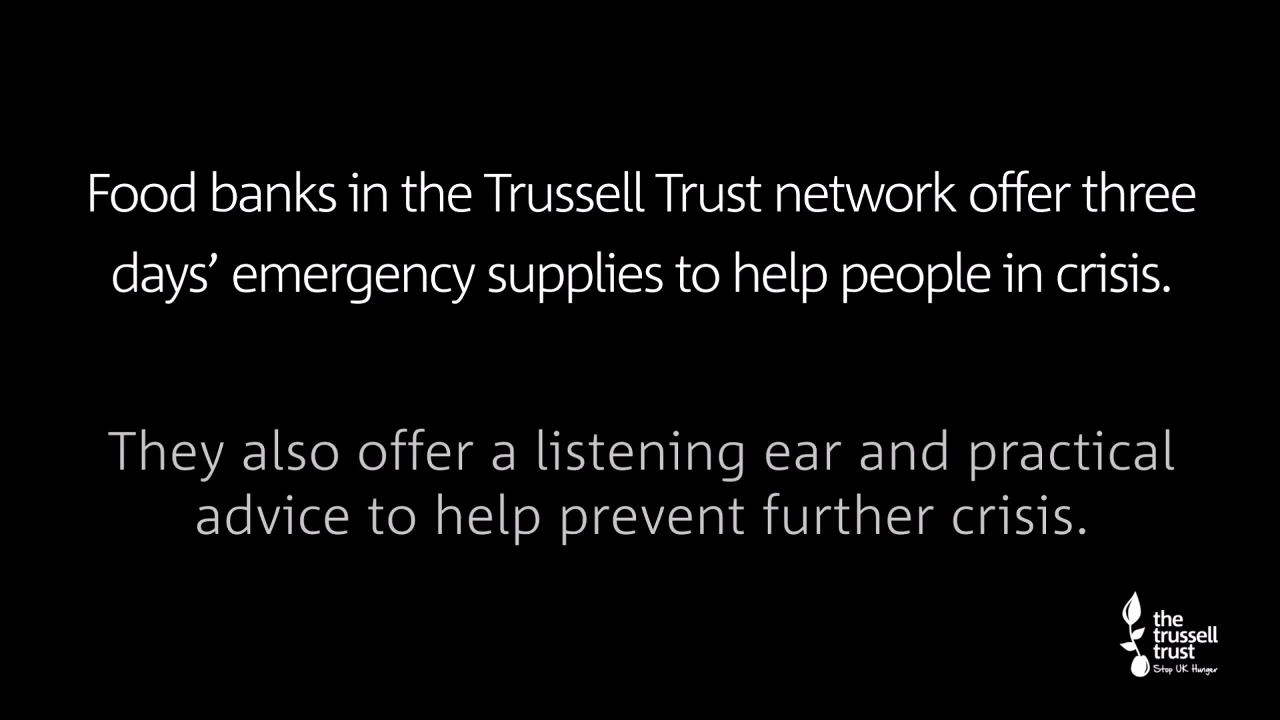 Food banks in the Trussell Trust network offer three
days’ emergency supplies to help people in crisis.
They also offer a listening ear and practical
advice to help prevent further crisis.
the
trussell
trust
Stop UK Hunger